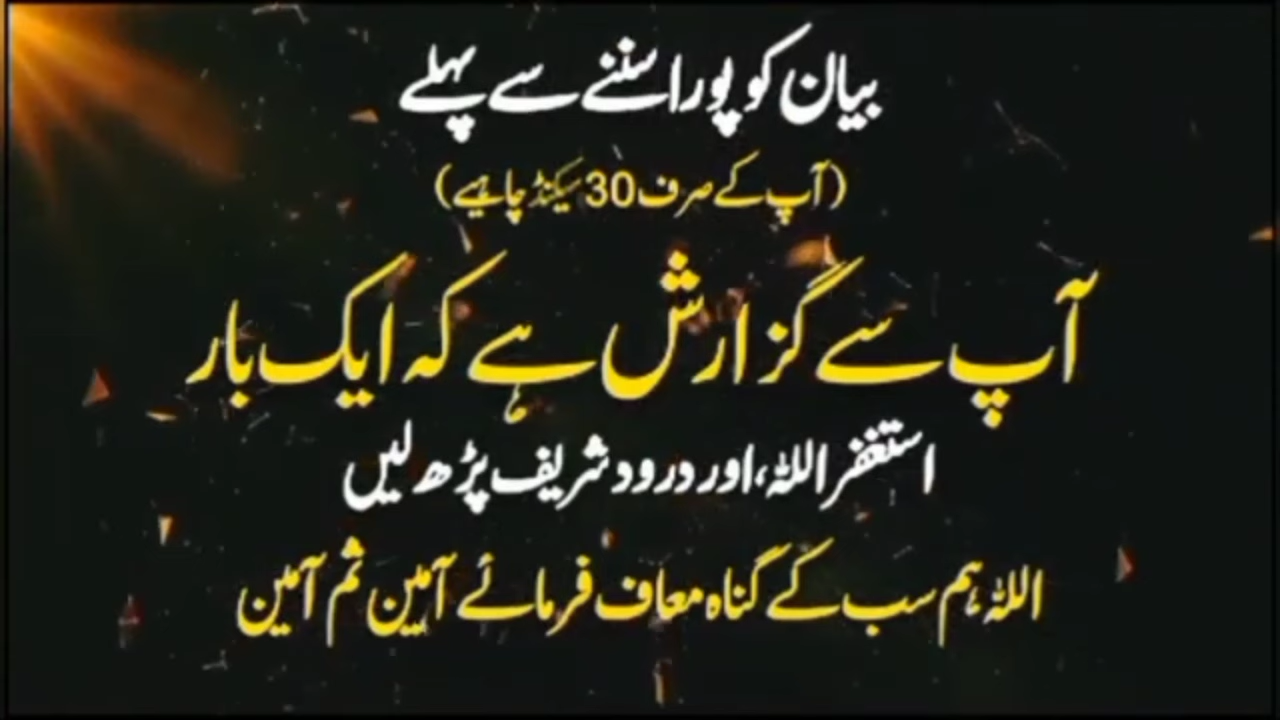 بیان کو پورا سننے سے پہلے
(آپ کے صرف 30 سیکنڈ چاہیے)
آپ سے گزارش ہے کہ ایک بار
استغفر اللہ، اور درود شریف پڑھ لیں
اللہ ہم سب کے گناہ معاف فرمائے آمین ثم آمین